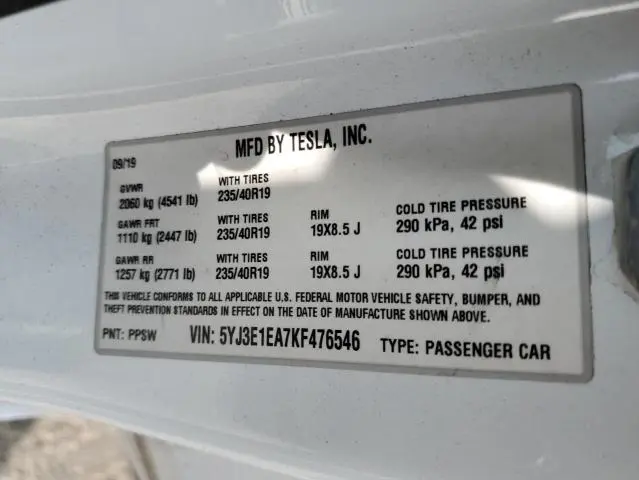 MFD BY TESLA, INC.
09/19
GVWR WITH TIRES
2060 kg (4541 lb) 235/40R19
GAWR FRT WITH TIRES RIM COLD TIRE PRESSURE
1110 kg (2447 lb) 235/40R19 19X8.5 J 290 kPa, 42 psi
GAWR RR WITH TIRES RIM COLD TIRE PRESSURE
1257 kg (2771 lb) 235/40R19 19X8.5 J 290 kPa, 42 psi
THIS VEHICLE CONFORMS TO ALL APPLICABLE U.S. FEDERAL MOTOR VEHICLE SAFETY, BUMPER, AND
THEFT PREVENTION STANDARDS IN EFFECT ON THE DATE OF MANUFACTURE SHOWN ABOVE.
PNT: PPSW VIN: 5YJ3E1EA7KF476546 TYPE: PASSENGER CAR